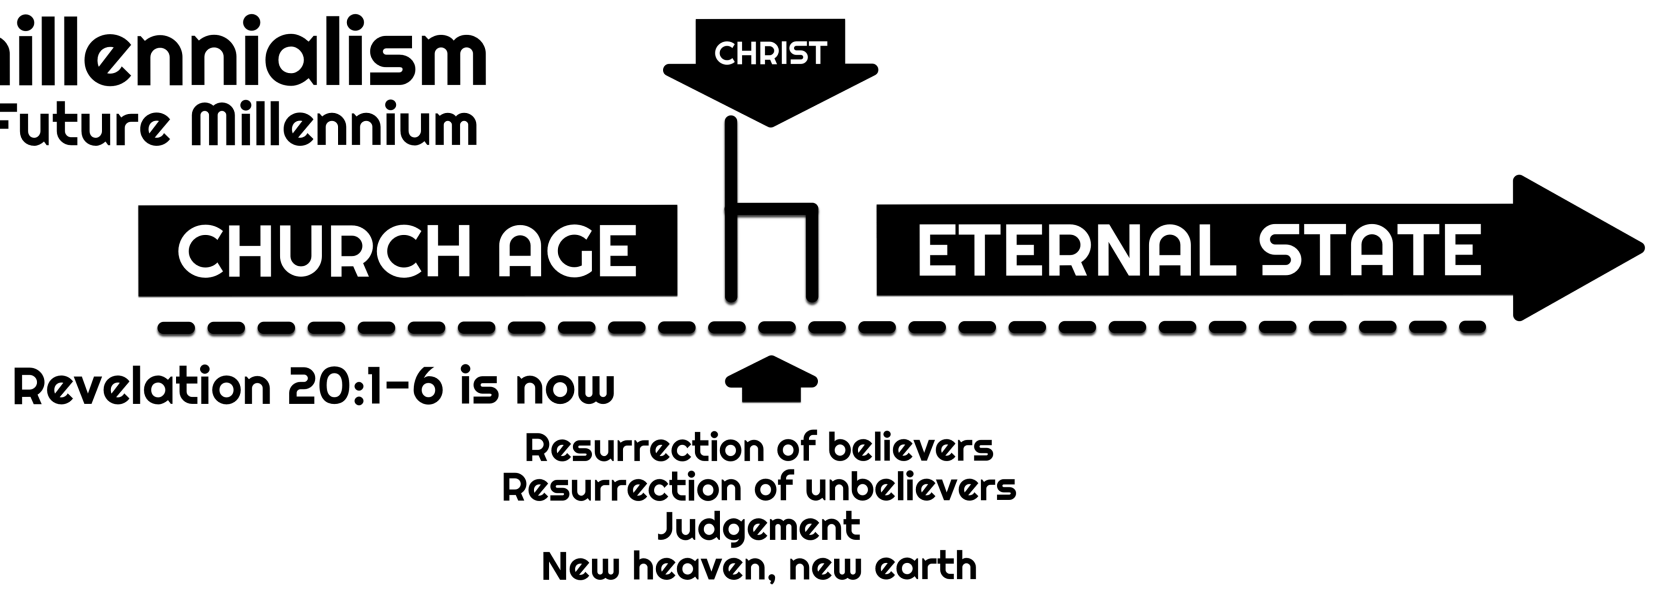 illennialism
Future Millennium
CHRIST
CHURCH AGE
ETERNAL STATE
Revelation 20:1-6 is now
Resurrection of believers
Resurrection of unbelievers
Judgement
New heaven, new earth